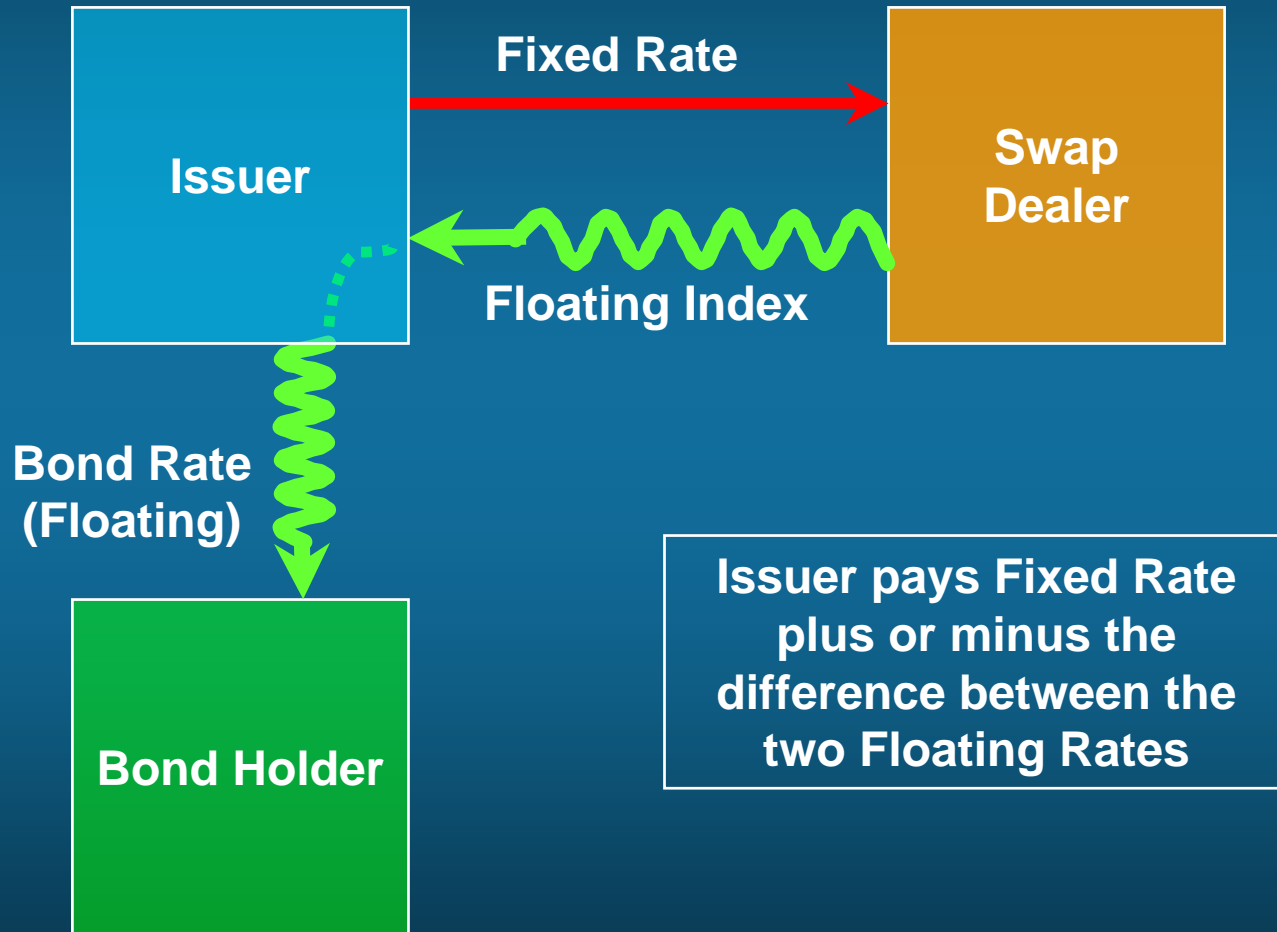 Fixed Rate
Issuer
Swap
Dealer
Floating Index
Bond Rate
(Floating)
Issuer pays Fixed Rate
plus or minus the
difference between the
two Floating Rates
Bond Holder